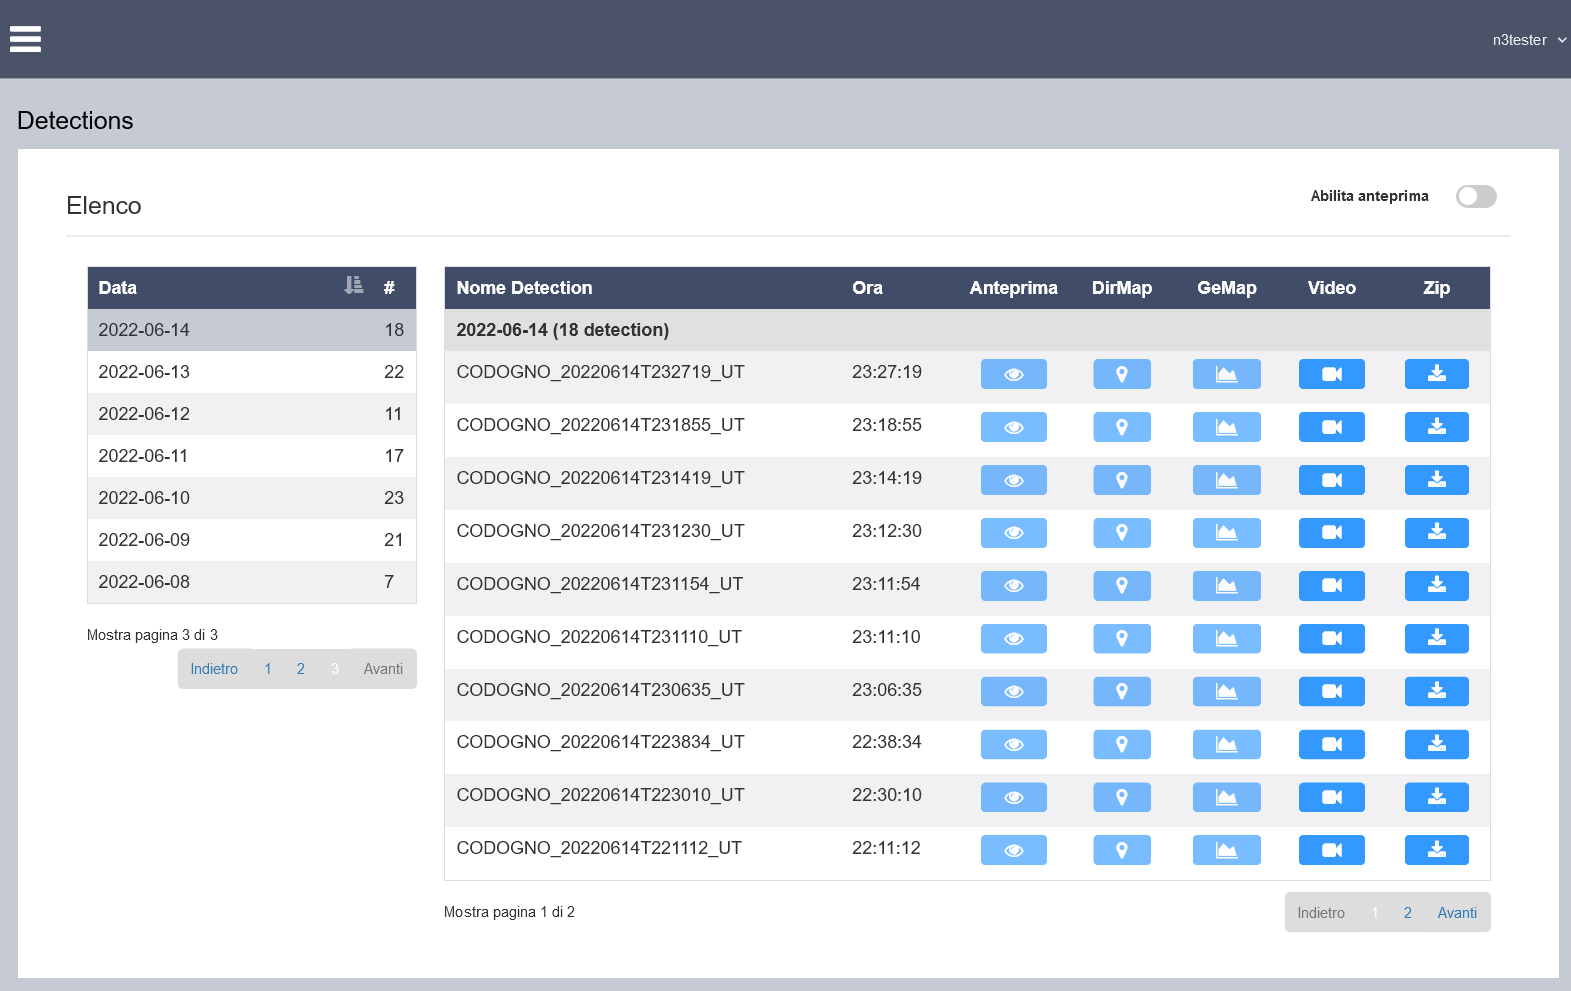 n3tester
Detections
Elenco
Abilita anteprima
Data #
2022-06-14 18
2022-06-13 22
2022-06-12 11
2022-06-11 17
2022-06-10 23
2022-06-09 21
2022-06-08 7
Mostra pagina 3 di 3
Indietro 1 2 3 Avanti
Nome Detection Ora Anteprima DirMap GeMap Video Zip
2022-06-14 (18 detection)
CODOGNO_20220614T232719_UT 23:27:19
CODOGNO_20220614T231855_UT 23:18:55
CODOGNO_20220614T231419_UT 23:14:19
CODOGNO_20220614T231230_UT 23:12:30
CODOGNO_20220614T231154_UT 23:11:54
CODOGNO_20220614T231110_UT 23:11:10
CODOGNO_20220614T230635_UT 23:06:35
CODOGNO_20220614T223834_UT 22:38:34
CODOGNO_20220614T223010_UT 22:30:10
CODOGNO_20220614T221112_UT 22:11:12
Mostra pagina 1 di 2
Indietro 1 2 Avanti